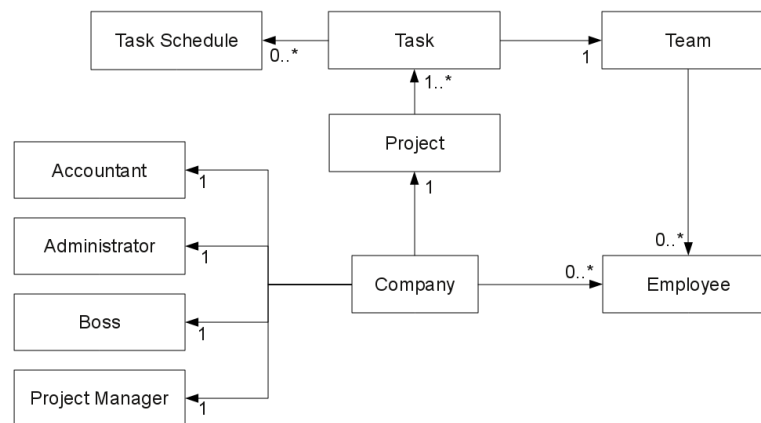 Task Schedule
0..*
Task
1
Team
1..*
Project
1
Accountant
1
Administrator
1
Boss
1
Project Manager
1
Company
0..*
0..*
Employee